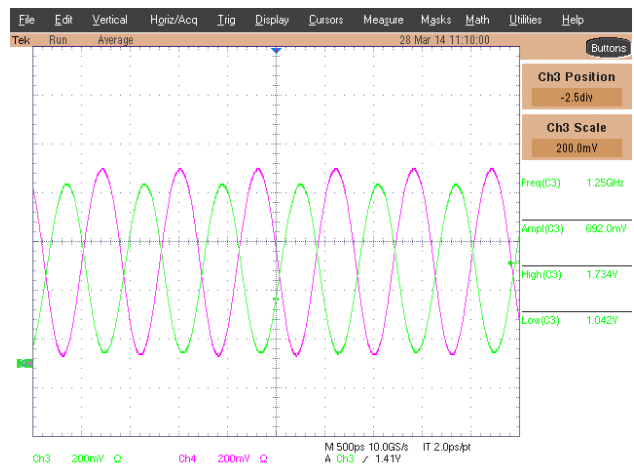 File Edit Vertical Horiz/Acq Trig Display Cursors Measure Masks Math Utilities Help
Tek Run Average 28 Mar 14 11:10:00
Buttons
Ch3 Position
-2.5div
Ch3 Scale
200.0mV
Freq(C3) 1.25GHz
Ampl(C3) 692.0mV
High(C3) 1.734V
Low(C3) 1.042V
M 500ps 10.0GS/s IT 2.0ps/pt
Ch3 200mV Ω Ch4 200mV Ω A Ch3 ∕ 1.41V